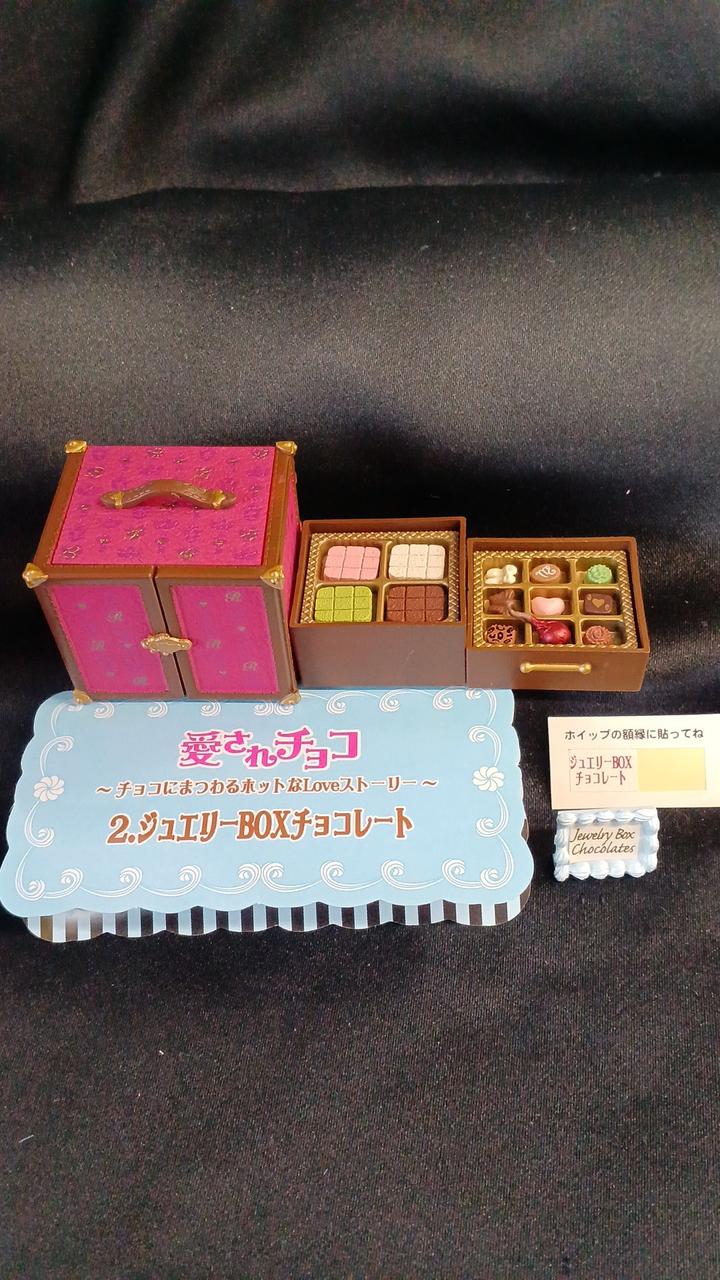 愛されチョコ
～チョコにまつわるホットなLoveストーリー～
2.ジュエリーBOXチョコレート
ホイップの額縁に貼ってね
ジュエリーBOX
チョコレート
Jewelry Box
Chocolates